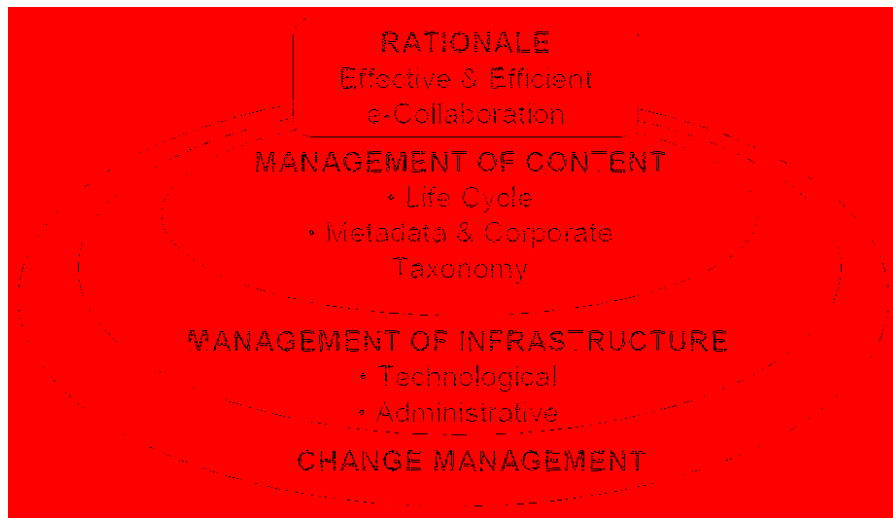 RATIONALE
Effective & Efficient
e-Collaboration
MANAGEMENT OF CONTENT
• Life Cycle
• Metadata & Corporate
Taxonomy
MANAGEMENT OF INFRASTRUCTURE
• Technological
• Administrative
CHANGE MANAGEMENT